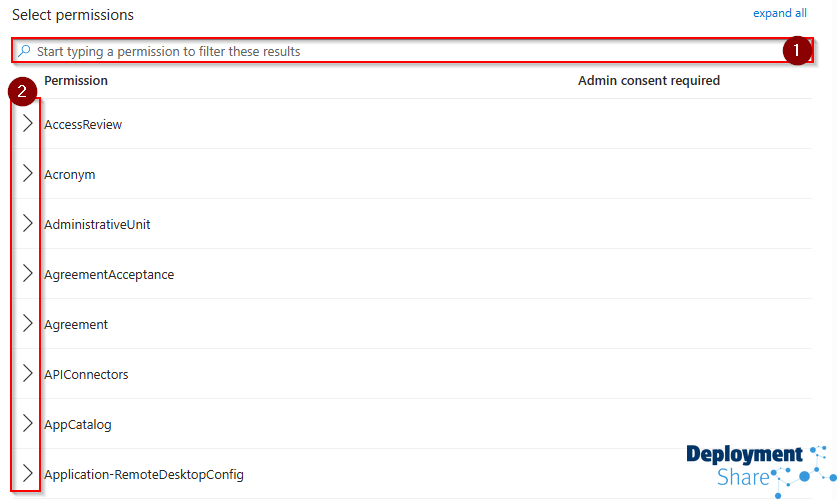 Select permissions
expand all
Start typing a permission to filter these results
1
2
Permission
Admin consent required
AccessReview
Acronym
AdministrativeUnit
AgreementAcceptance
Agreement
APIConnectors
AppCatalog
Application-RemoteDesktopConfig
Deployment
Share